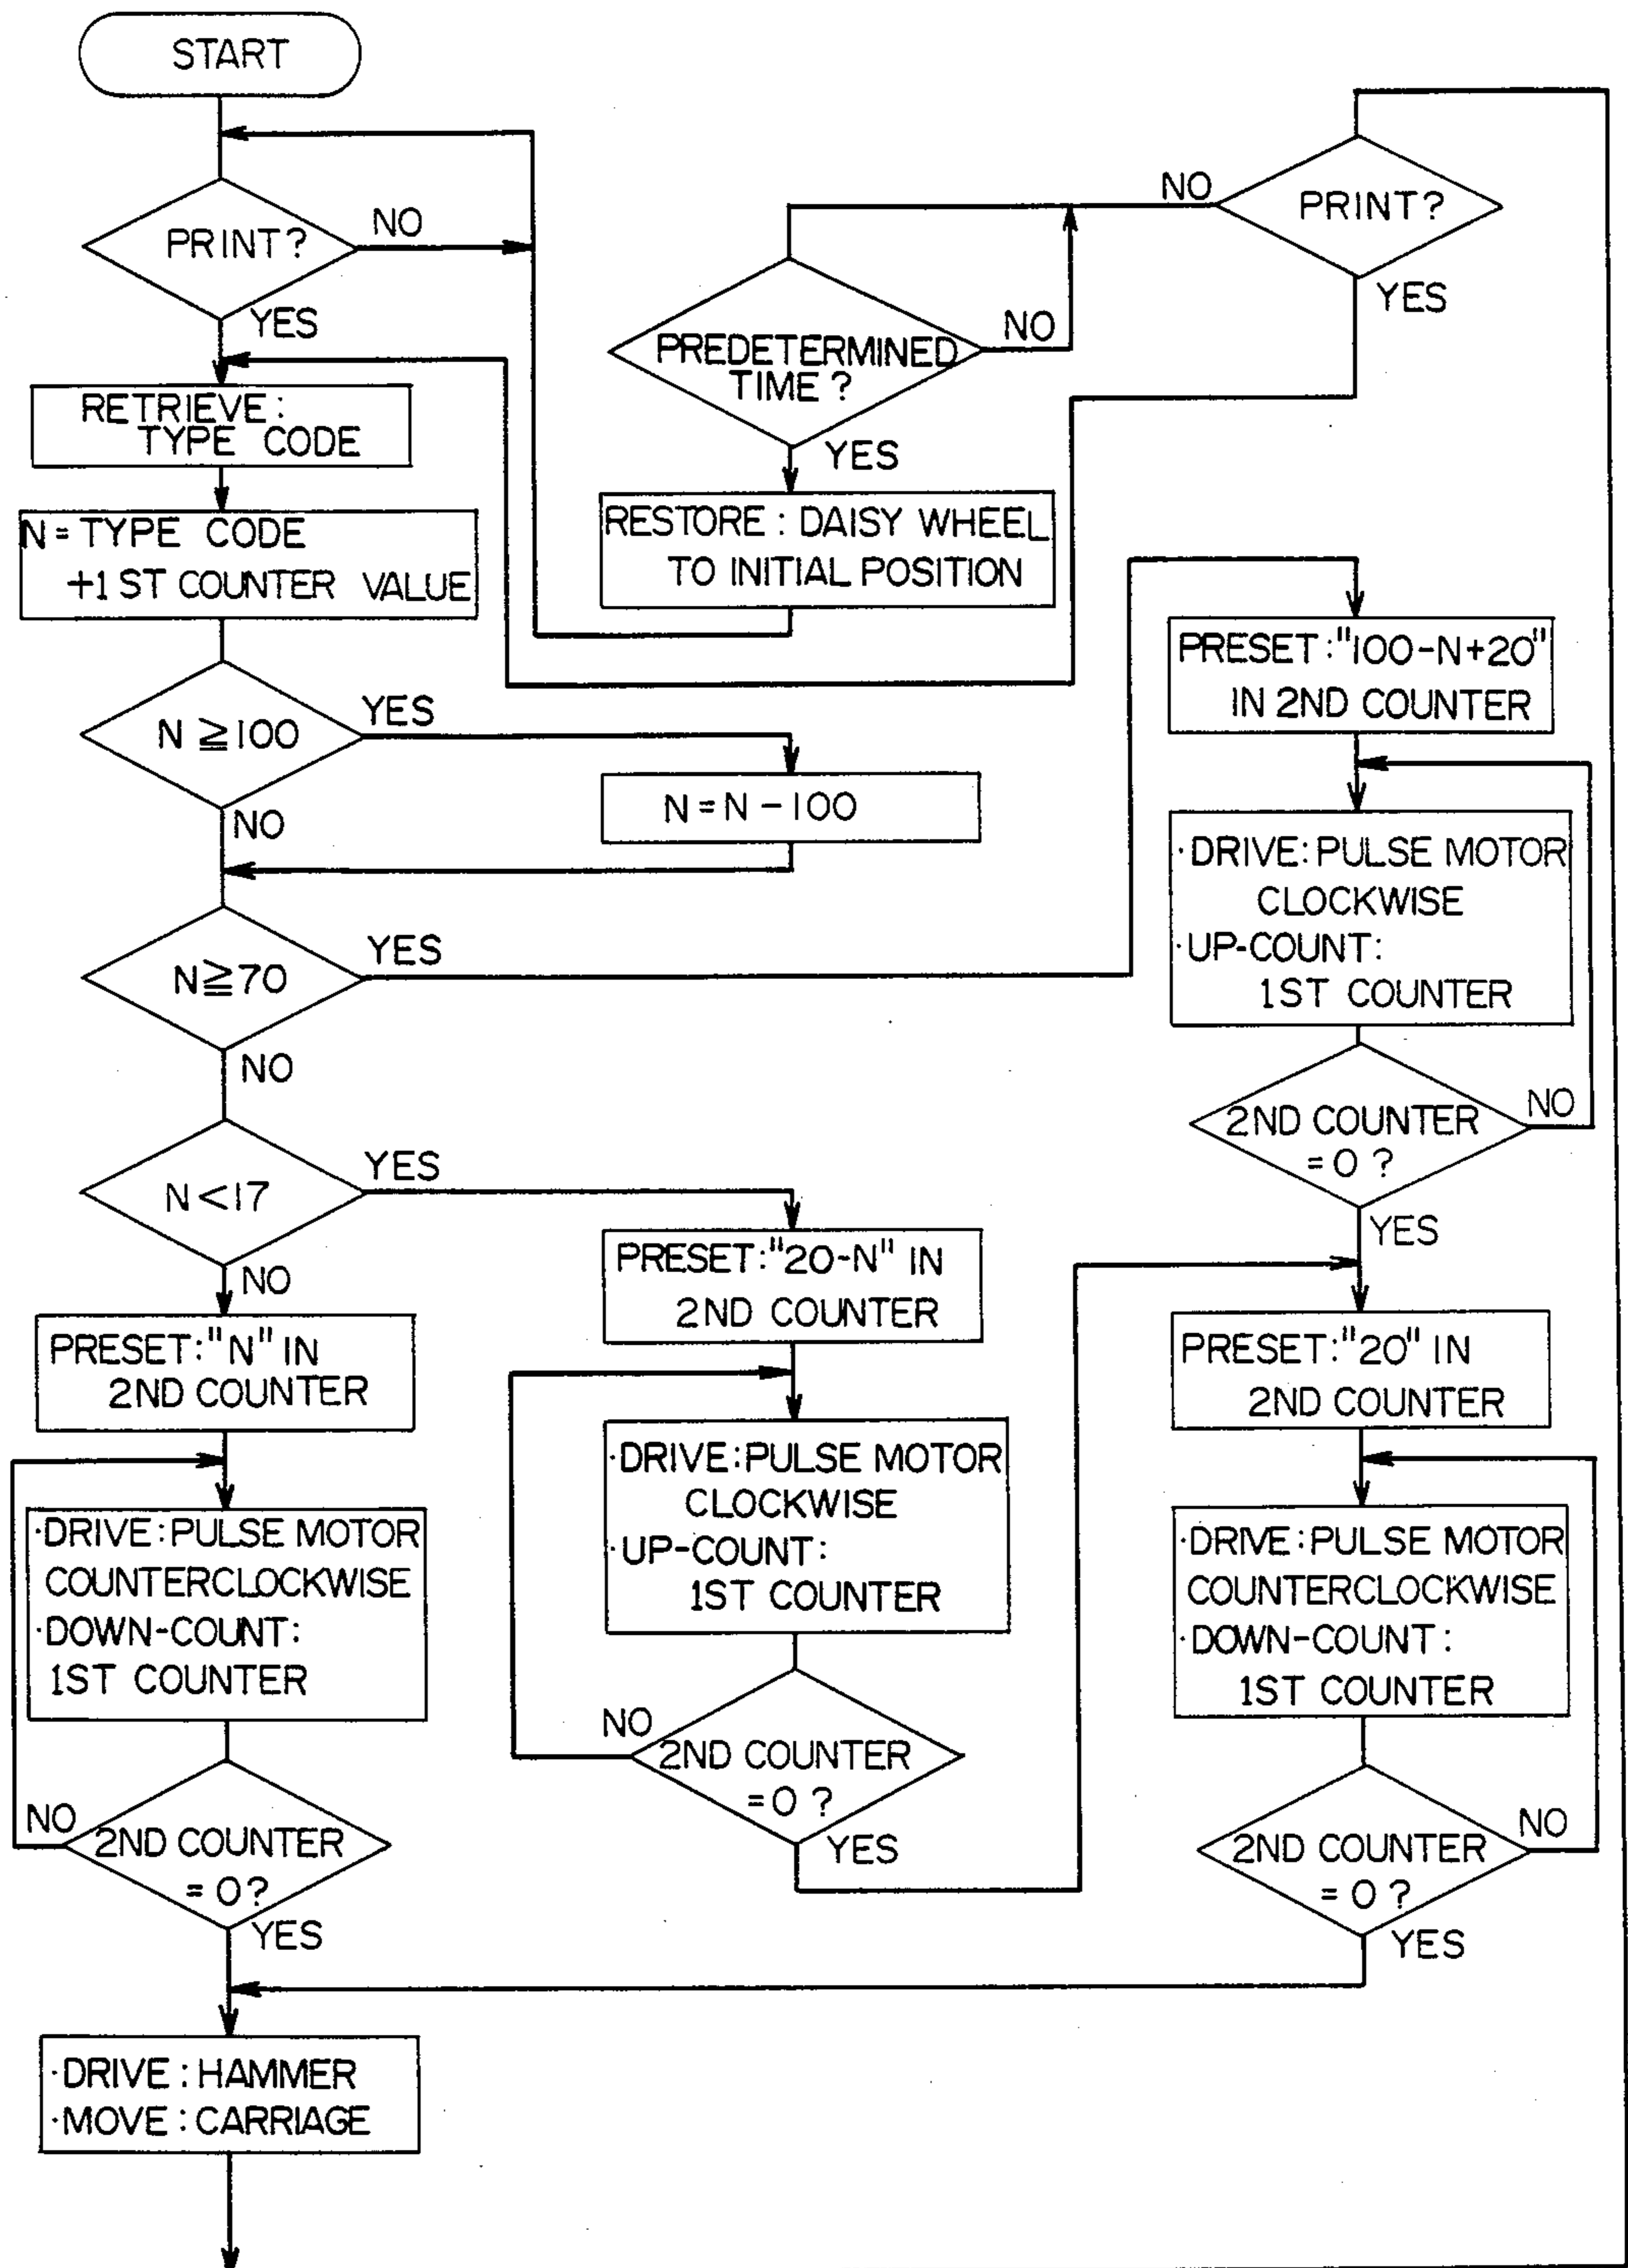 START
PRINT?
NO
YES
RETRIEVE:
TYPE CODE
N=TYPE CODE
+1ST COUNTER VALUE
N≧100
YES
NO
N=N-100
N≧70
YES
NO
N<17
YES
NO
PRESET:"N" IN
2ND COUNTER
·DRIVE:PULSE MOTOR
COUNTERCLOCKWISE
·DOWN-COUNT:
1ST COUNTER
NO
2ND COUNTER
=0?
YES
·DRIVE:HAMMER
·MOVE:CARRIAGE
PRESET:"20-N" IN
2ND COUNTER
·DRIVE:PULSE MOTOR
CLOCKWISE
·UP-COUNT:
1ST COUNTER
NO
2ND COUNTER
=0?
YES
PRINT?
NO
YES
PREDETERMINED
TIME?
NO
YES
RESTORE: DAISY WHEEL
TO INITIAL POSITION
PRESET:"100-N+20"
IN 2ND COUNTER
·DRIVE:PULSE MOTOR
CLOCKWISE
·UP-COUNT:
1ST COUNTER
2ND COUNTER
=0?
NO
YES
PRESET:"20" IN
2ND COUNTER
·DRIVE:PULSE MOTOR
COUNTERCLOCKWISE
·DOWN-COUNT:
1ST COUNTER
2ND COUNTER
=0?
NO
YES